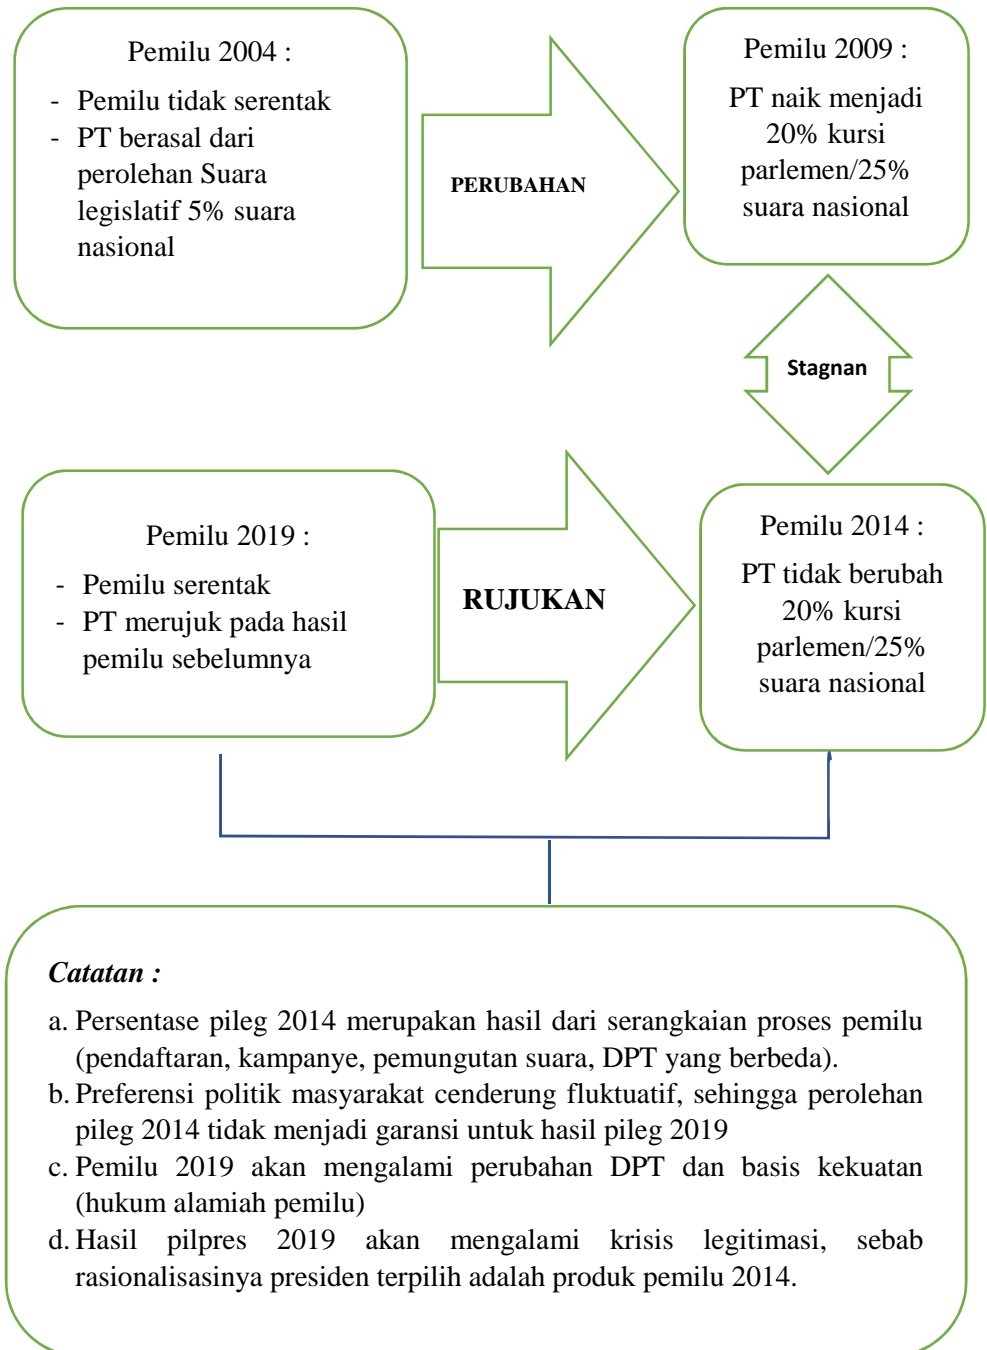 Pemilu 2004 :
- Pemilu tidak serentak
- PT berasal dari
perolehan Suara
legislatif 5% suara
nasional
PERUBAHAN
Pemilu 2009 :
PT naik menjadi
20% kursi
parlemen/25%
suara nasional
Stagnan
Pemilu 2019 :
- Pemilu serentak
- PT merujuk pada hasil
pemilu sebelumnya
RUJUKAN
Pemilu 2014 :
PT tidak berubah
20% kursi
parlemen/25%
suara nasional
Catatan :
a. Persentase pileg 2014 merupakan hasil dari serangkaian proses pemilu
(pendaftaran, kampanye, pemungutan suara, DPT yang berbeda).
b. Preferensi politik masyarakat cenderung fluktuatif, sehingga perolehan
pileg 2014 tidak menjadi garansi untuk hasil pileg 2019
c. Pemilu 2019 akan mengalami perubahan DPT dan basis kekuatan
(hukum alamiah pemilu)
d. Hasil pilpres 2019 akan mengalami krisis legitimasi, sebab
rasionalisasinya presiden terpilih adalah produk pemilu 2014.